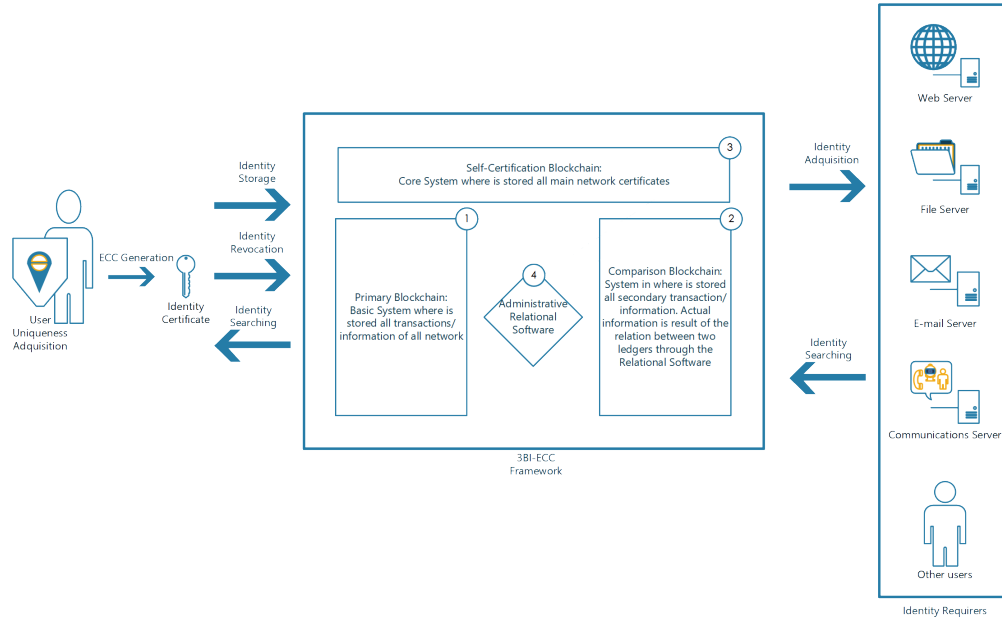 User
Uniqueness
Adquisition
ECC Generation
Identity
Certificate
Identity
Storage
Identity
Revocation
Identity
Searching
3
Self-Certification Blockchain:
Core System where is stored all main network certificates
1
Primary Blockchain:
Basic System where is
stored all transactions/
information of all network
4
Administrative
Relational
Software
2
Comparison Blockchain:
System in where is stored
all secondary transaction/
information. Actual
information is result of the
relation between two
ledgers through the
Relational Software
3BI-ECC
Framework
Identity
Adquisition
Identity
Searching
Web Server
File Server
E-mail Server
Communications Server
Other users
Identity Requirers